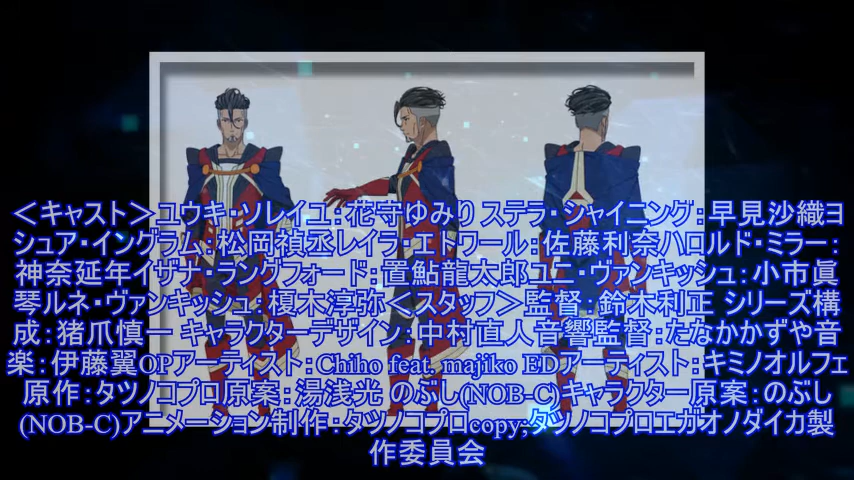 ＜キャスト＞ユウキ・ソレイユ：花守ゆみり ステラ・シャイニング：早見沙織ヨ
シュア・イングラム：松岡禎丞レイラ・エトワール：佐藤利奈ハロルド・ミラー：
神奈延年イザナ・ラングフォード：置鮎龍太郎ユニ・ヴァンキッシュ：小市眞
琴ルネ・ヴァンキッシュ：榎木淳弥＜スタッフ＞監督：鈴木利正 シリーズ構
成：猪爪慎一 キャラクターデザイン：中村直人音響監督：たなかかずや音
楽：伊藤翼OPアーティスト：Chiho feat. majiko EDアーティスト：キミノオルフェ
原作：タツノコプロ原案：湯浅光 のぶし(NOB-C)キャラクター原案：のぶし
(NOB-C)アニメーション制作：タツノコプロcopy;タツノコプロエガオノダイカ製
作委員会